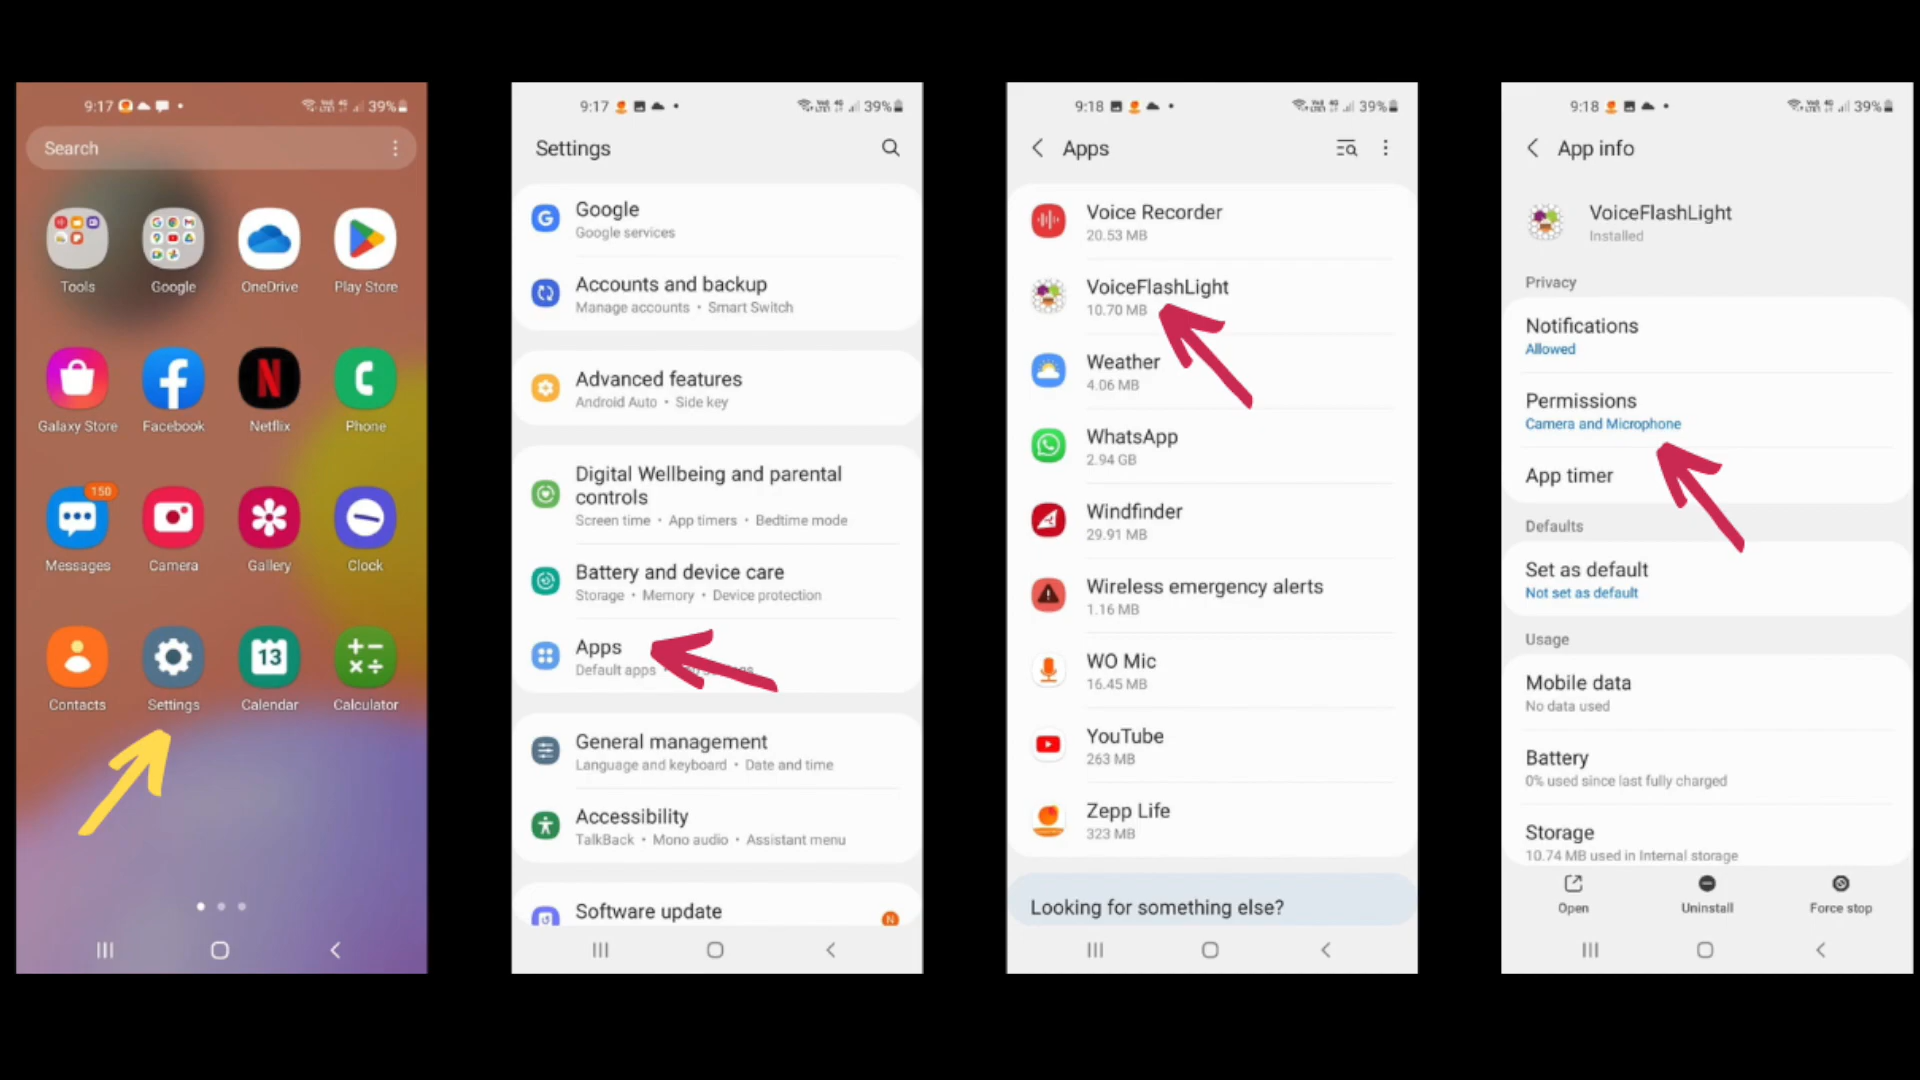 9:17
39%
Search
Tools
Google
OneDrive
Play Store
Galaxy Store
Facebook
Netflix
Phone
150
Messages
Camera
Gallery
Clock
13
Contacts
Settings
Calendar
Calculator
9:17
39%
Settings
Google
Google services
Accounts and backup
Manage accounts • Smart Switch
Advanced features
Android Auto • Side key
Digital Wellbeing and parental
controls
Screen time • App timers • Bedtime mode
Battery and device care
Storage • Memory • Device protection
Apps
Default apps
General management
Language and keyboard • Date and time
Accessibility
TalkBack • Mono audio • Assistant menu
Software update
N
9:18
39%
Apps
Voice Recorder
20.53 MB
VoiceFlashLight
10.70 MB
Weather
4.06 MB
WhatsApp
2.94 GB
Windfinder
29.91 MB
Wireless emergency alerts
1.16 MB
WO Mic
16.45 MB
YouTube
263 MB
Zepp Life
323 MB
Looking for something else?
9:18
39%
App info
VoiceFlashLight
Installed
Privacy
Notifications
Allowed
Permissions
Camera and Microphone
App timer
Defaults
Set as default
Not set as default
Usage
Mobile data
No data used
Battery
0% used since last fully charged
Storage
10.74 MB used in Internal storage
Open
Uninstall
Force stop